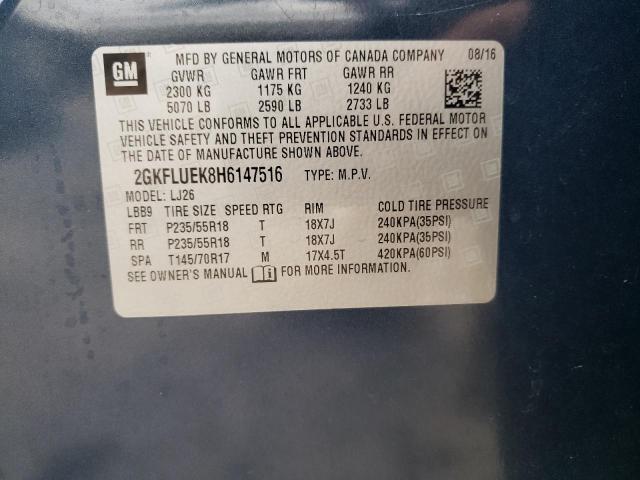 GM MFD BY GENERAL MOTORS OF CANADA COMPANY 08/16
GVWR GAWR FRT GAWR RR
2300 KG 1175 KG 1240 KG
5070 LB 2590 LB 2733 LB
THIS VEHICLE CONFORMS TO ALL APPLICABLE U.S. FEDERAL MOTOR
VEHICLE SAFETY AND THEFT PREVENTION STANDARDS IN EFFECT ON
THE DATE OF MANUFACTURE SHOWN ABOVE.
2GKFLUEK8H6147516 TYPE: M.P.V.
MODEL: LJ26
LBB9 TIRE SIZE SPEED RTG RIM COLD TIRE PRESSURE
FRT P235/55R18 T 18X7J 240KPA(35PSI)
RR P235/55R18 T 18X7J 240KPA(35PSI)
SPA T145/70R17 M 17X4.5T 420KPA(60PSI)
SEE OWNER'S MANUAL FOR MORE INFORMATION.